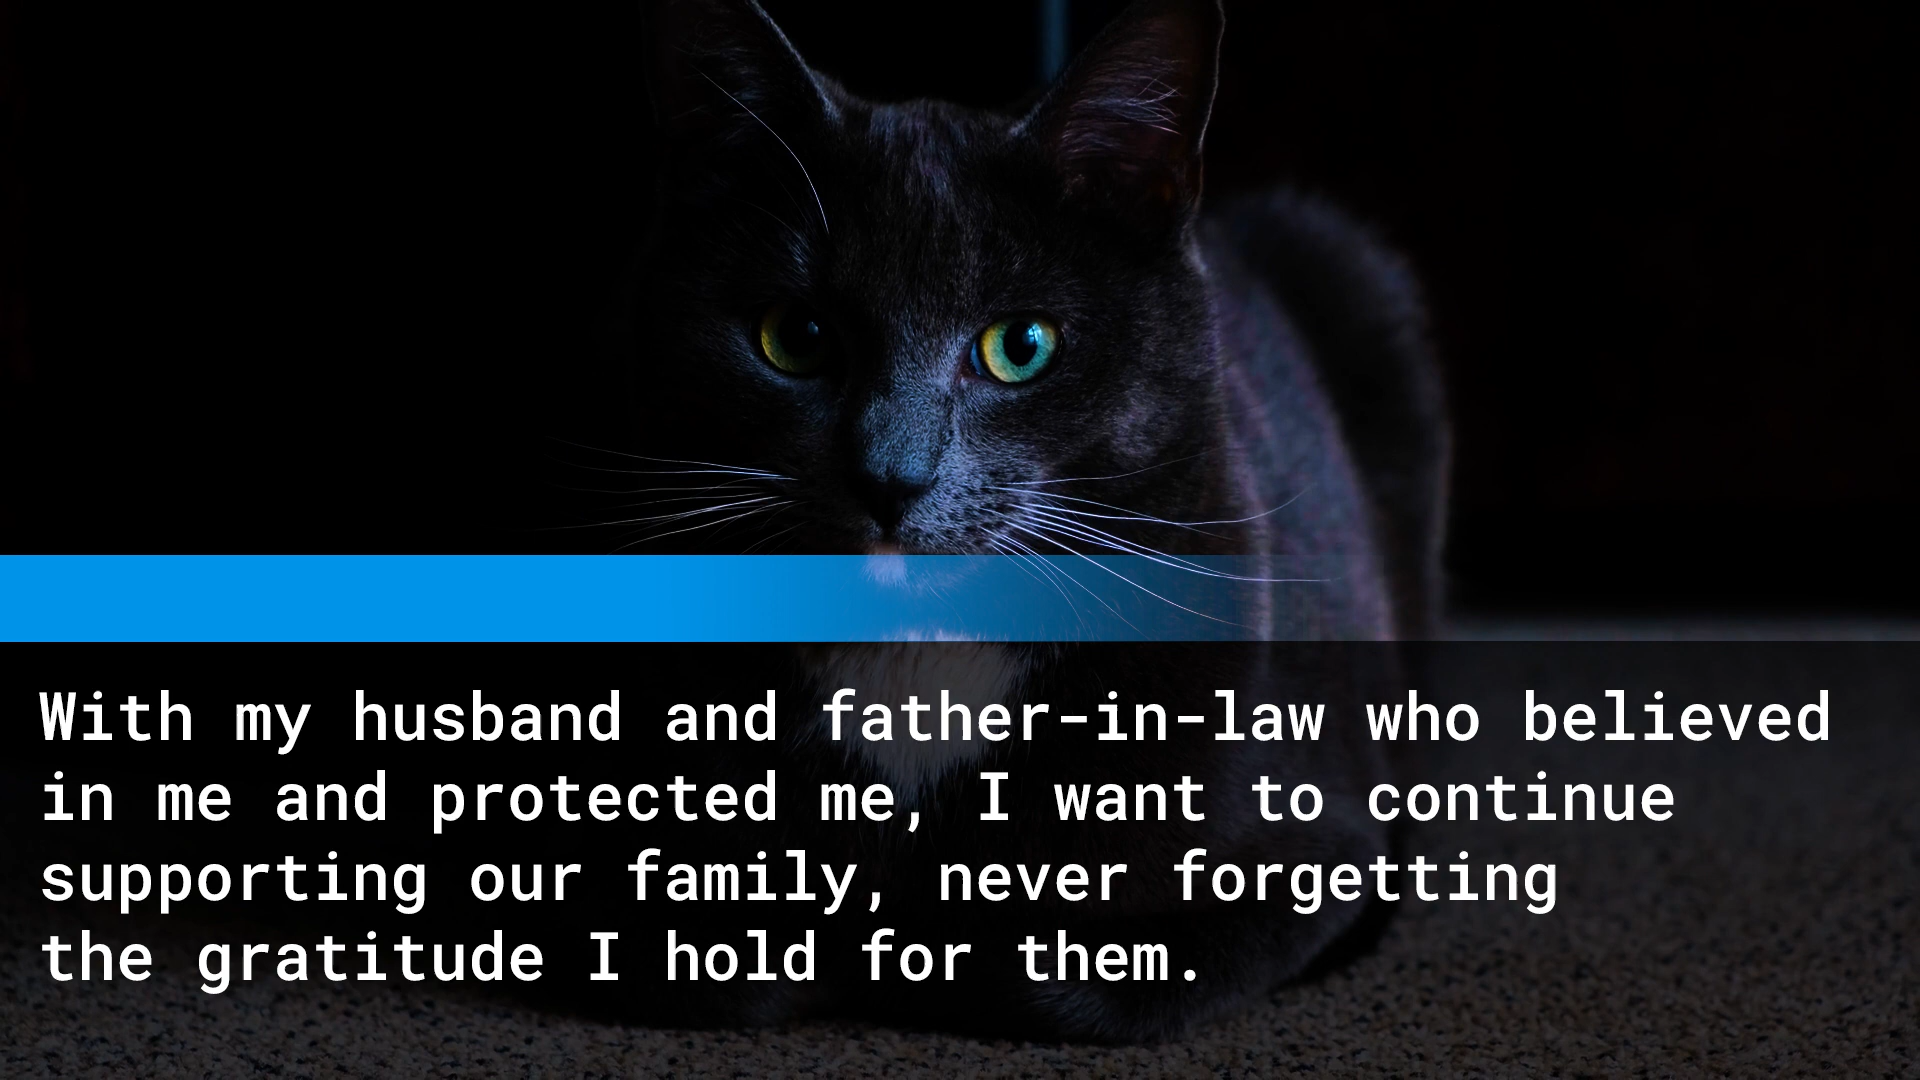 With my husband and father-in-law who believed
in me and protected me, I want to continue
supporting our family, never forgetting
the gratitude I hold for them.